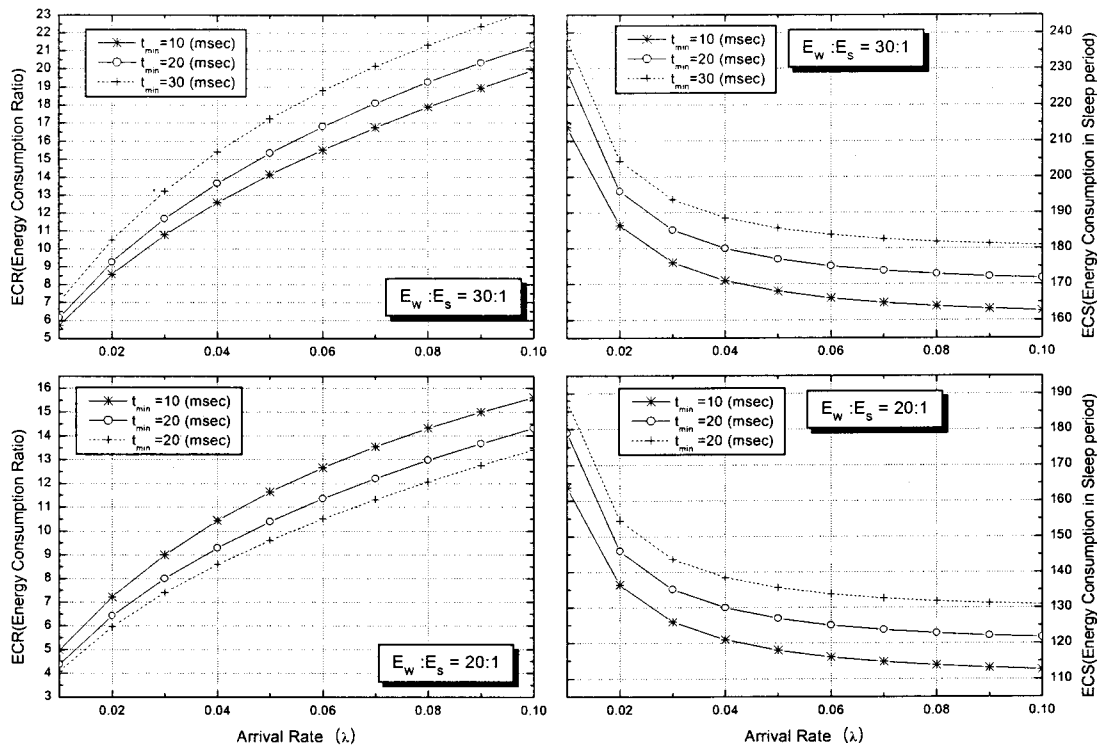 ECR(Energy Consumption Ratio)
23
22
21
20
19
18
17
16
15
14
13
12
11
10
9
8
7
6
5
t_min=10 (msec)
t_min=20 (msec)
t_min=30 (msec)
E_w :E_s = 30:1
0.02 0.04 0.06 0.08 0.10
t_min=10 (msec)
t_min=20 (msec)
t_min=30 (msec)
E_w :E_s = 30:1
240
230
220
210
200
190
180
170
160
ECS(Energy Consumption in Sleep period)
0.02 0.04 0.06 0.08 0.10
ECR(Energy Consumption Ratio)
16
15
14
13
12
11
10
9
8
7
6
5
4
3
t_min=10 (msec)
t_min=20 (msec)
t_min=20 (msec)
E_w :E_s = 20:1
0.02 0.04 0.06 0.08 0.10
Arrival Rate (λ)
t_min=10 (msec)
t_min=20 (msec)
t_min=20 (msec)
E_w :E_s = 20:1
190
180
170
160
150
140
130
120
110
ECS(Energy Consumption in Sleep period)
0.02 0.04 0.06 0.08 0.10
Arrival Rate (λ)